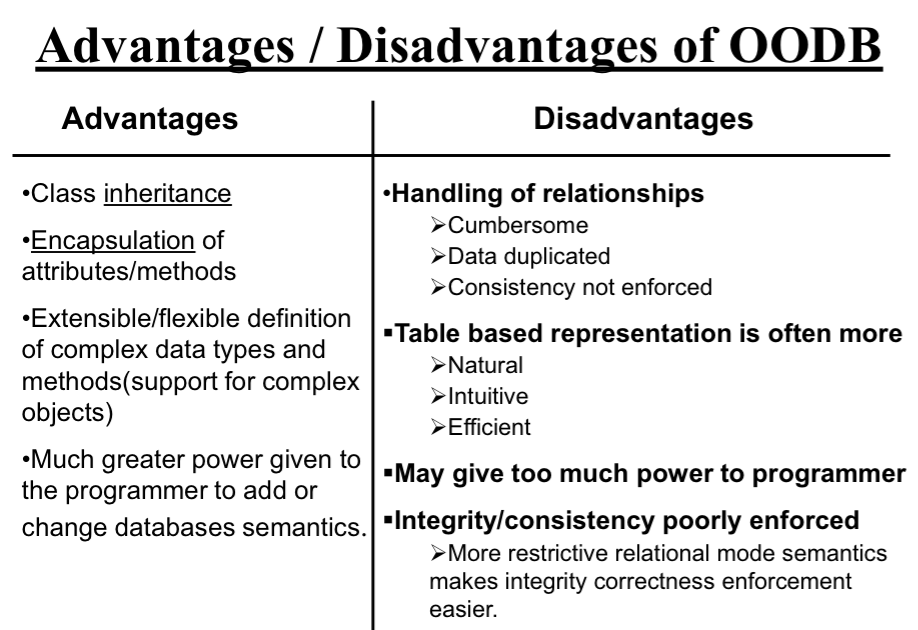 Advantages / Disadvantages of OODB
Advantages
•Class inheritance
•Encapsulation of
attributes/methods
•Extensible/flexible definition
of complex data types and
methods(support for complex
objects)
•Much greater power given to
the programmer to add or
change databases semantics.
Disadvantages
•Handling of relationships
➢Cumbersome
➢Data duplicated
➢Consistency not enforced
▪Table based representation is often more
➢Natural
➢Intuitive
➢Efficient
▪May give too much power to programmer
▪Integrity/consistency poorly enforced
➢More restrictive relational mode semantics
makes integrity correctness enforcement
easier.